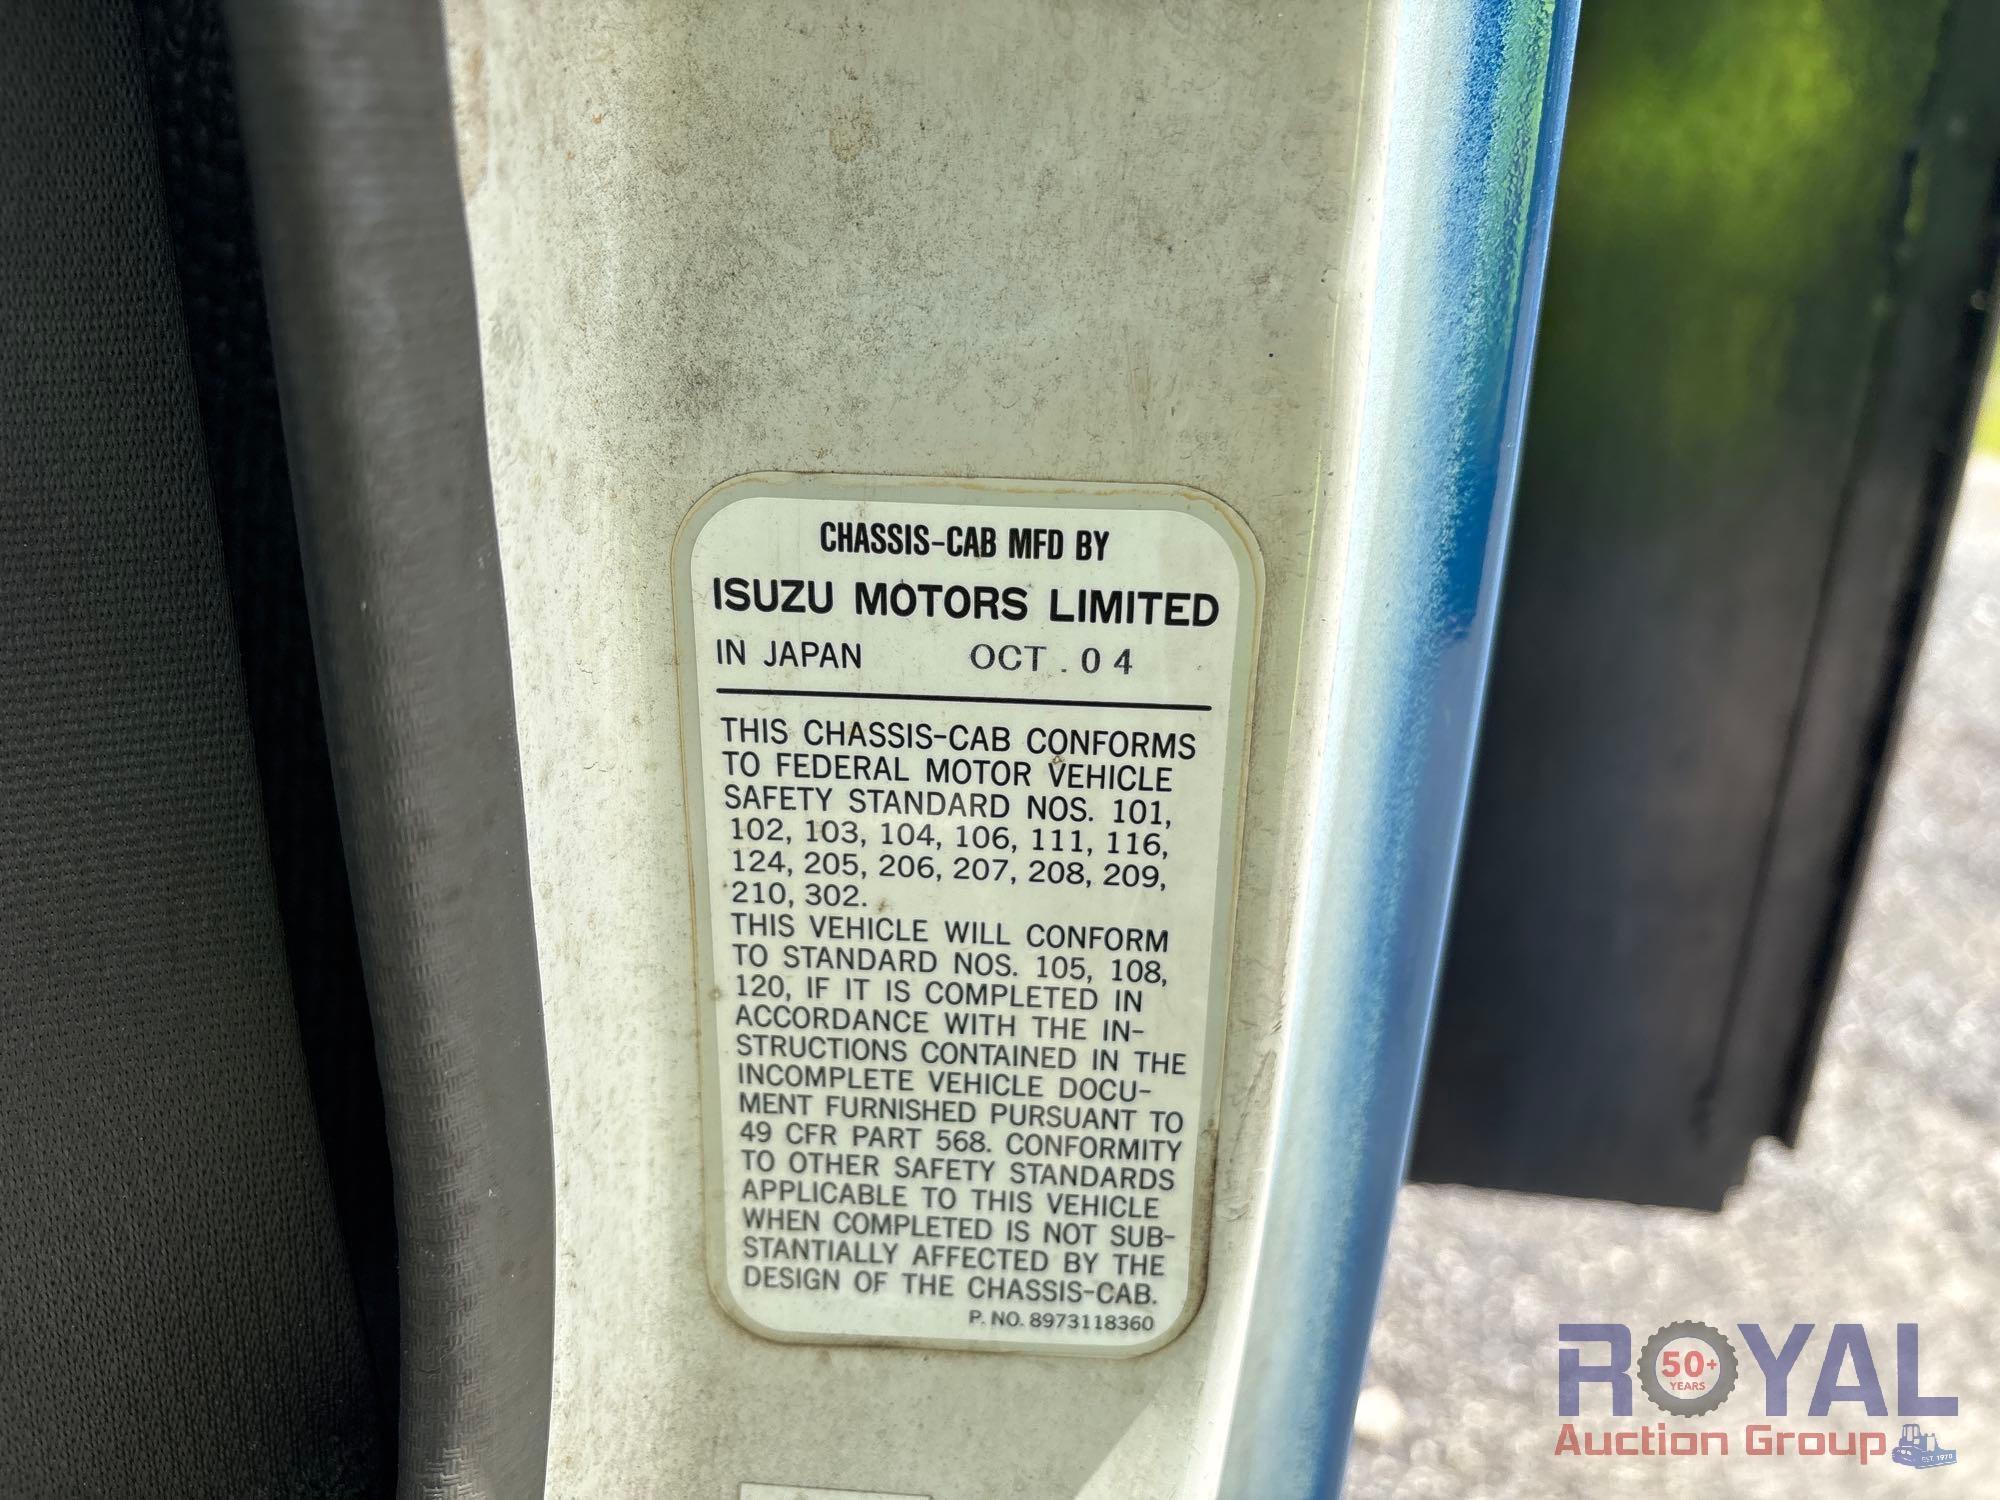 CHASSIS-CAB MFD BY
ISUZU MOTORS LIMITED
IN JAPAN OCT.04
THIS CHASSIS-CAB CONFORMS
TO FEDERAL MOTOR VEHICLE
SAFETY STANDARD NOS. 101,
102, 103, 104, 106, 111, 116,
124, 205, 206, 207, 208, 209,
210, 302.
THIS VEHICLE WILL CONFORM
TO STANDARD NOS. 105, 108,
120, IF IT IS COMPLETED IN
ACCORDANCE WITH THE IN-
STRUCTIONS CONTAINED IN THE
INCOMPLETE VEHICLE DOCU-
MENT FURNISHED PURSUANT TO
49 CFR PART 568. CONFORMITY
TO OTHER SAFETY STANDARDS
APPLICABLE TO THIS VEHICLE
WHEN COMPLETED IS NOT SUB-
STANTIALLY AFFECTED BY THE
DESIGN OF THE CHASSIS-CAB.
P. NO. 8973118360
ROYAL
50+
YEARS
Auction Group
EST. 1970